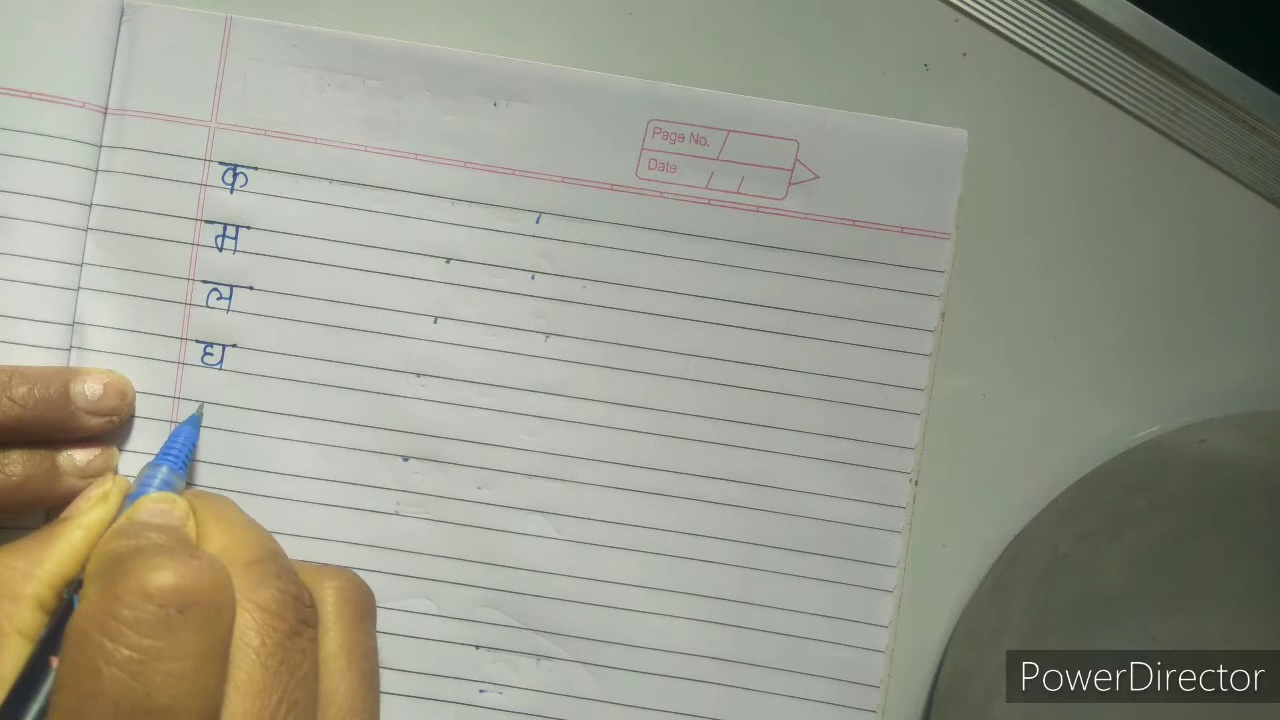 Page No.
Date / /
क
म
ल
घ
PowerDirector